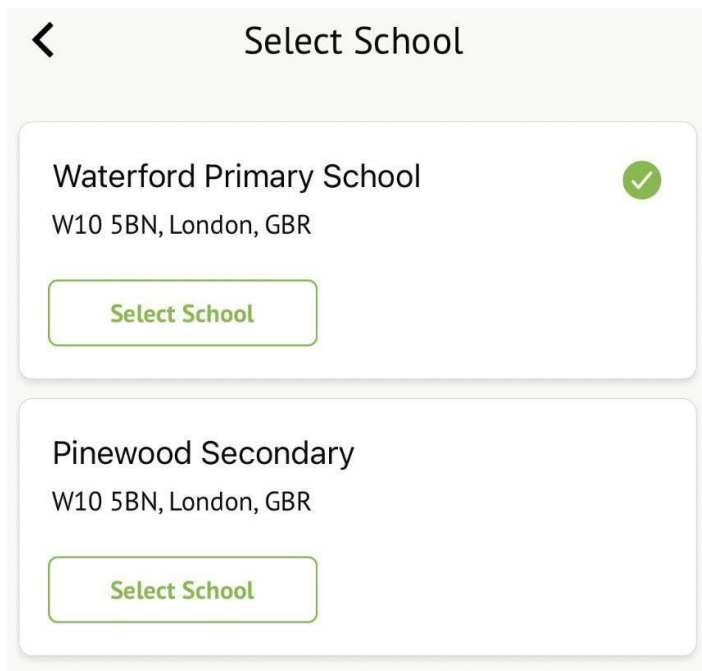 Select School
Waterford Primary School
W10 5BN, London, GBR
Select School
Pinewood Secondary
W10 5BN, London, GBR
Select School